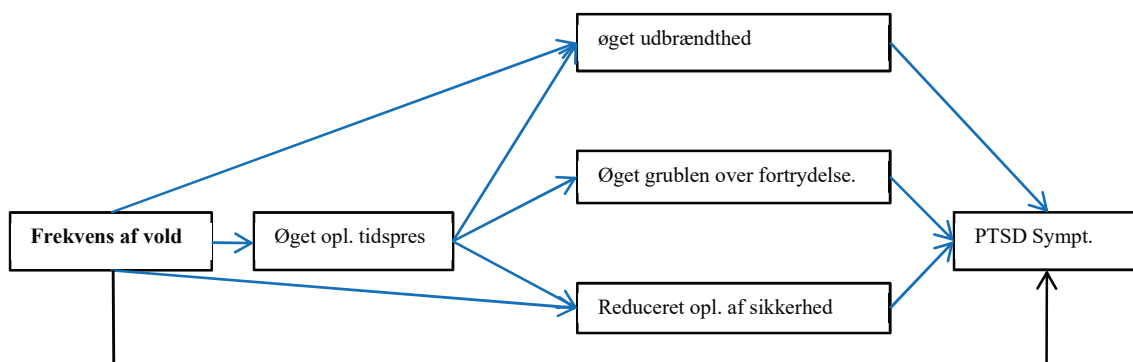 øget udbrændthed
Øget grublen over fortrydelse.
Frekvens af vold
Øget opl. tidspres
PTSD Sympt.
Reduceret opl. af sikkerhed